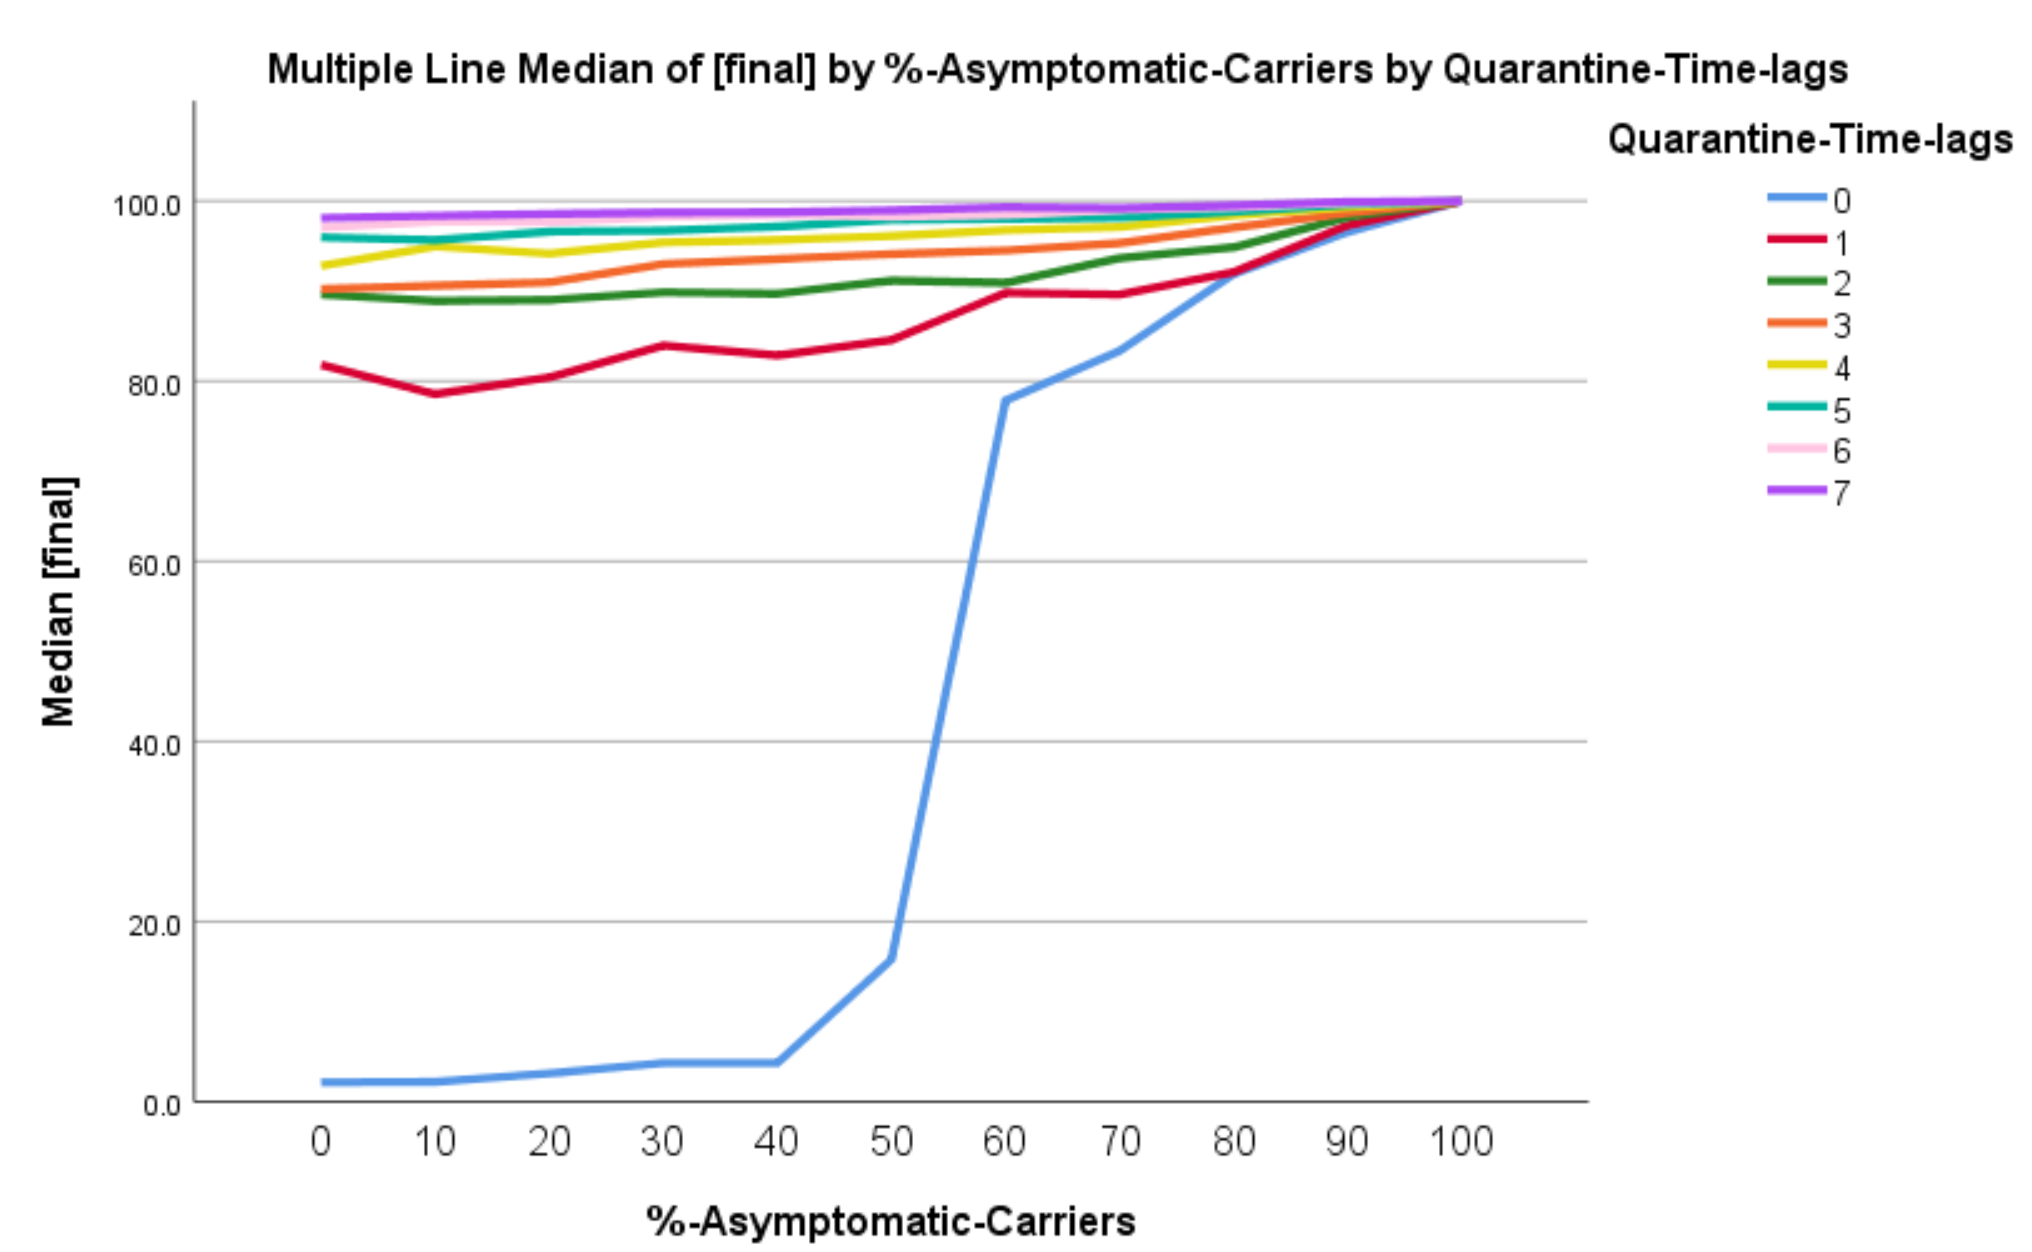 Multiple Line Median of [final] by %-Asymptomatic-Carriers by Quarantine-Time-lags
Quarantine-Time-lags
0
1
2
3
4
5
6
7
Median [final]
100.0
80.0
60.0
40.0
20.0
0.0
0 10 20 30 40 50 60 70 80 90 100
%-Asymptomatic-Carriers